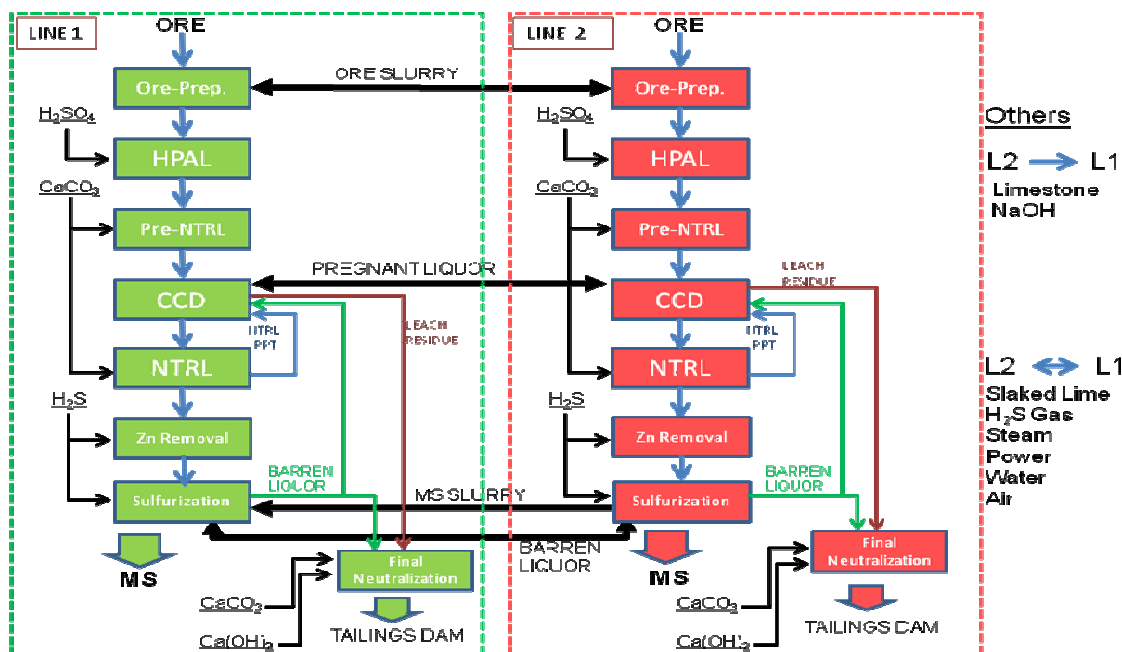 LINE 1
ORE
Ore-Prep.
H₂SO₄
HPAL
CaCO₃
Pre-NTRL
CCD
NTRL
PPT
LEACH
RESIDUE
NTRL
H₂S
Zn Removal
BARREN
LIQUOR
Sulfurization
MS
Final
Neutralization
CaCO₃
Ca(OH)₂
TAILINGS DAM
ORE SLURRY
PREGNANT LIQUOR
MS SLURRY
BARREN
LICUOR
LINE 2
ORE
Ore-Prep.
H₂SO₄
HPAL
CaCO₃
Pre-NTRL
LEACH
RESIDUE
CCD
NTRL
PPT
NTRL
H₂S
Zn Removal
BARREN
LIQUOR
Sulfurization
MS
Final
Neutralization
CaCO₃
Ca(OH)₂
TAILINGS DAM
Others
L2 L1
Limestone
NaOH
L2 L1
Slaked Lime
H₂S Gas
Steam
Power
Water
Air